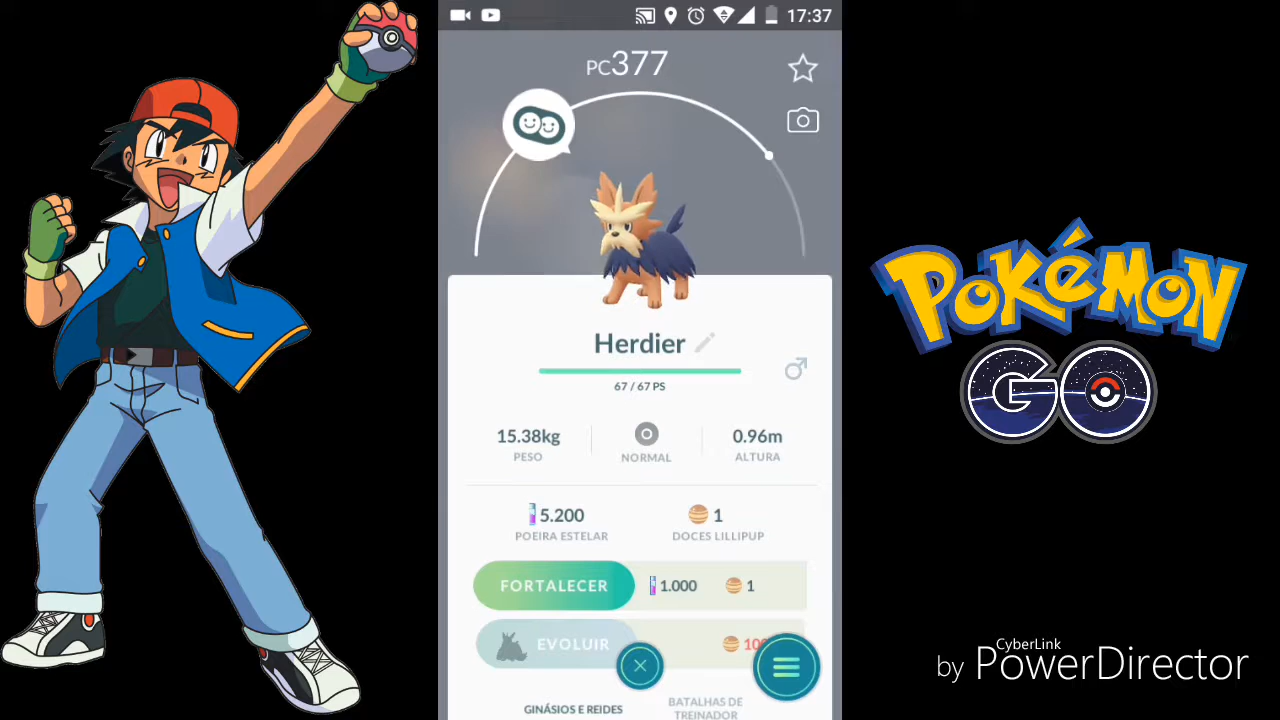 17:37
PC377
Herdier
67 / 67 PS
15.38kg
PESO
NORMAL
0.96m
ALTURA
5.200
POEIRA ESTELAR
1
DOCES LILLIPUP
FORTALECER 1.000 1
EVOLUIR
GINÁSIOS E REIDES
BATALHAS DE
TREINADOR
POKÉMON
GO
CyberLink
by PowerDirector